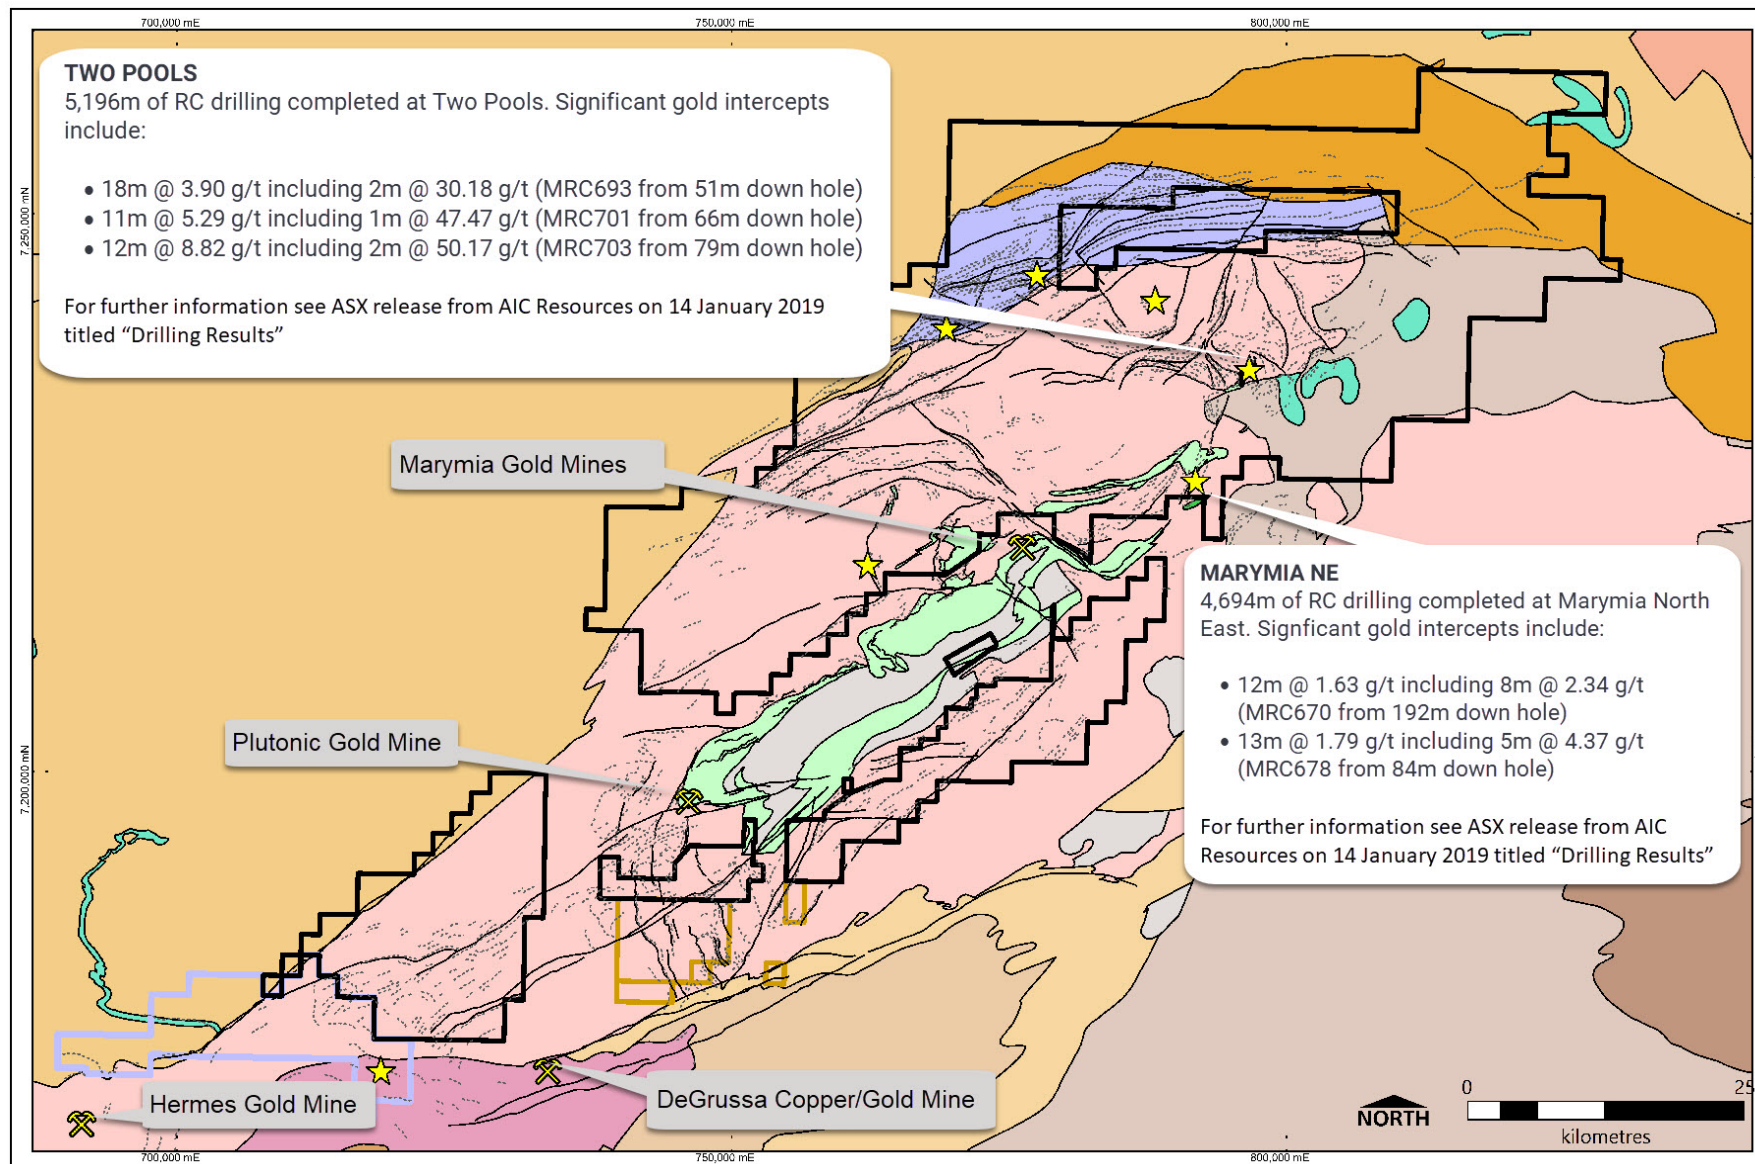 700,000 mE
750,000 mE
800,000 mE
TWO POOLS
5,196m of RC drilling completed at Two Pools. Significant gold intercepts
include:
• 18m @ 3.90 g/t including 2m @ 30.18 g/t (MRC693 from 51m down hole)
• 11m @ 5.29 g/t including 1m @ 47.47 g/t (MRC701 from 66m down hole)
• 12m @ 8.82 g/t including 2m @ 50.17 g/t (MRC703 from 79m down hole)
For further information see ASX release from AIC Resources on 14 January 2019
titled “Drilling Results”
7,250,000 mN
Marymia Gold Mines
MARYMIA NE
4,694m of RC drilling completed at Marymia North
East. Signficant gold intercepts include:
• 12m @ 1.63 g/t including 8m @ 2.34 g/t
(MRC670 from 192m down hole)
• 13m @ 1.79 g/t including 5m @ 4.37 g/t
(MRC678 from 84m down hole)
For further information see ASX release from AIC
Resources on 14 January 2019 titled “Drilling Results”
Plutonic Gold Mine
7,200,000 mN
Hermes Gold Mine
DeGrussa Copper/Gold Mine
NORTH
0
25
kilometres
700,000 mE
750,000 mE
800,000 mE